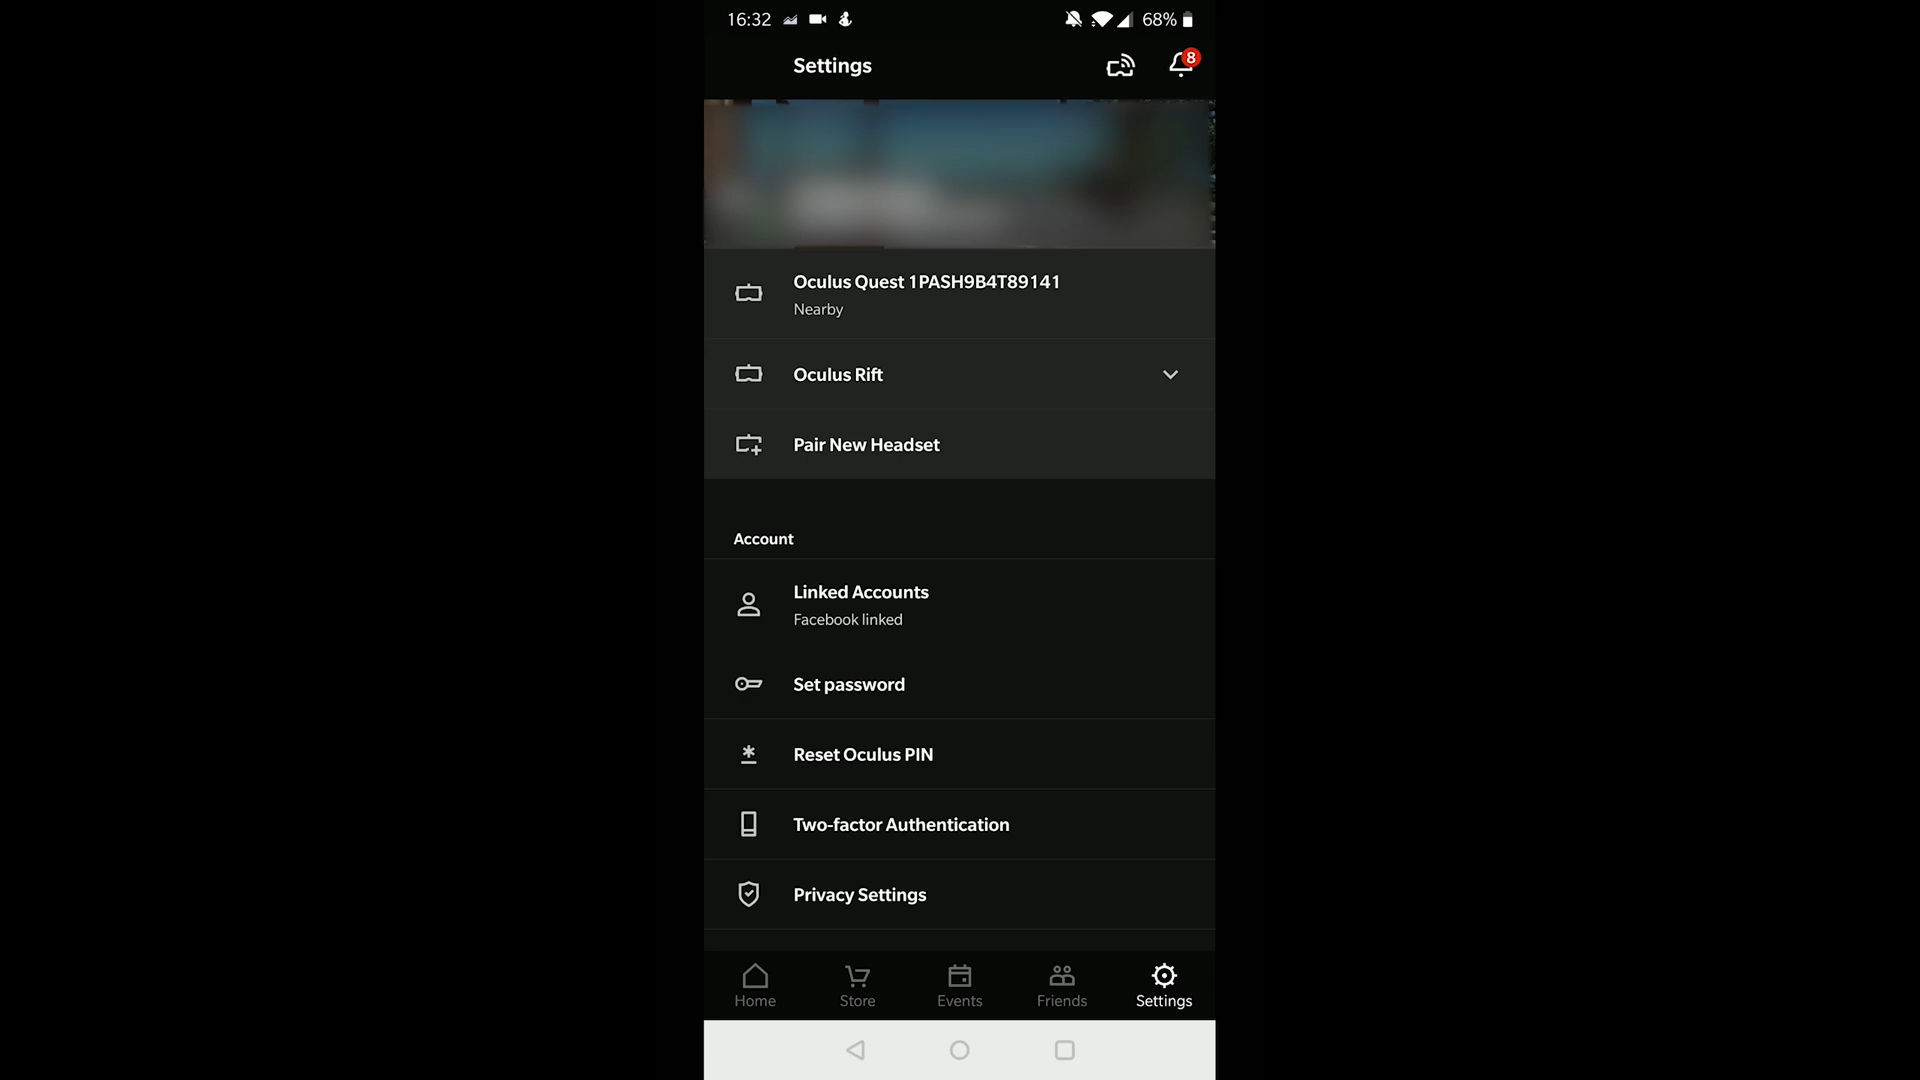 16:32
68%
Settings
8
Oculus Quest 1PASH9B4T89141
Nearby
Oculus Rift
Pair New Headset
Account
Linked Accounts
Facebook linked
Set password
Reset Oculus PIN
Two-factor Authentication
Privacy Settings
Home Store Events Friends Settings